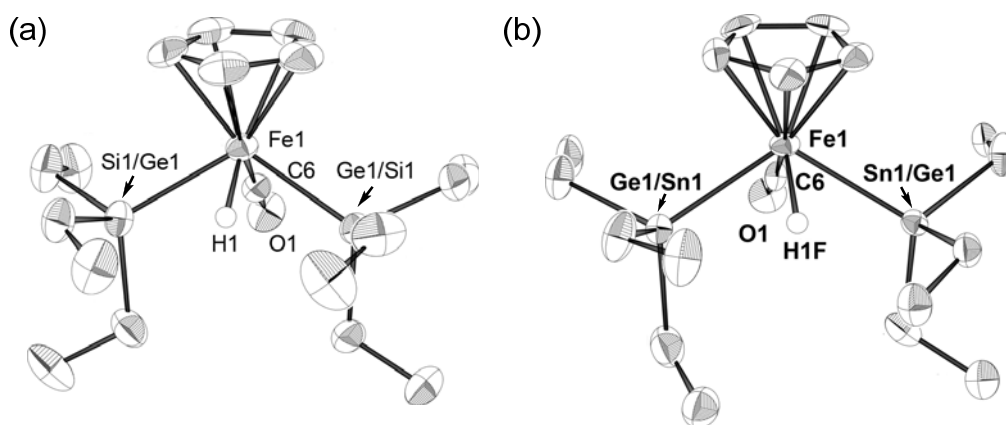 (a)
Fe1
Si1/Ge1
C6
Ge1/Si1
H1
O1
(b)
Fe1
Ge1/Sn1
C6
Sn1/Ge1
O1
H1F